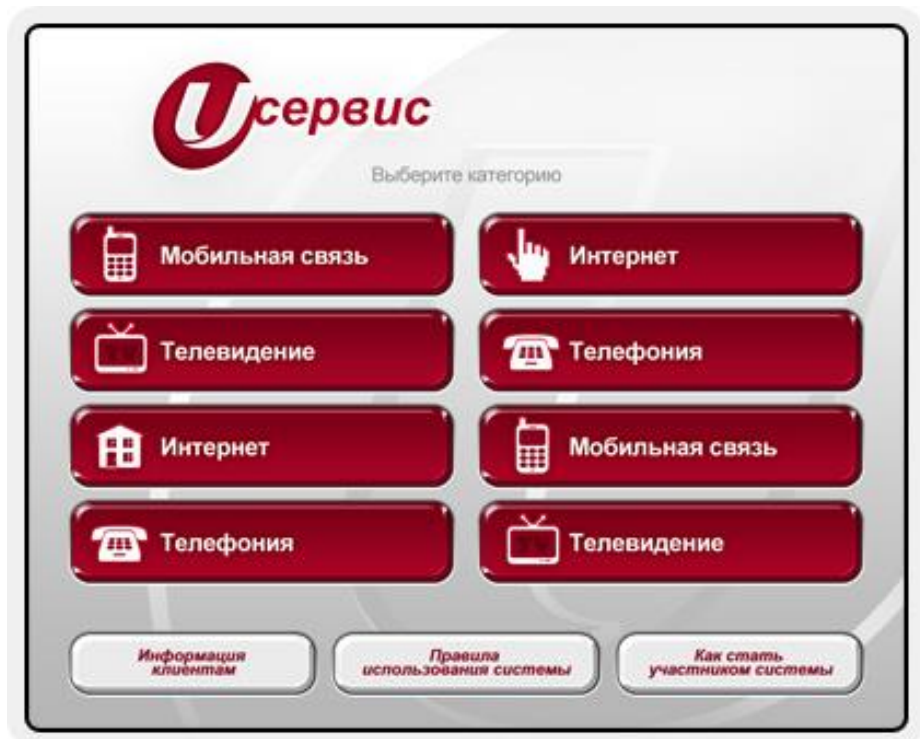 U сервис
Выберите категорию
Мобильная связь
Интернет
Телевидение
Телефония
Интернет
Мобильная связь
Телефония
Телевидение
Информация
клиентам
Правила
использования системы
Как стать
участником системы